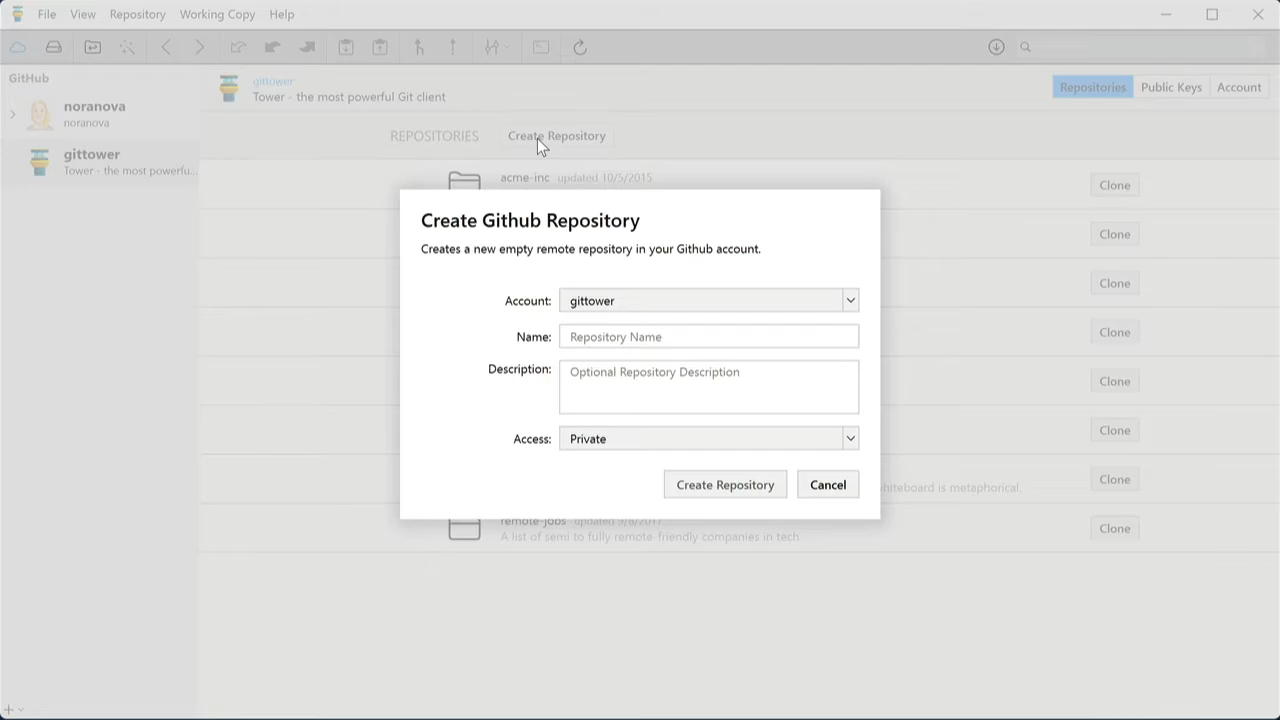 File View Repository Working Copy Help
GitHub
noranova
noranova
gittower
Tower - the most powerfu...
gittower
Tower - the most powerful Git client
Repositories Public Keys Account
REPOSITORIES Create Repository
acme-inc updated 10/5/2015
Clone
Clone
Clone
Clone
Clone
Clone
Clone
Clone
Create Github Repository
Creates a new empty remote repository in your Github account.
Account: gittower
Name: Repository Name
Description: Optional Repository Description
Access: Private
Create Repository Cancel
whiteboard is metaphorical.
remote-jobs updated 9/8/2017
A list of semi to fully remote-friendly companies in tech